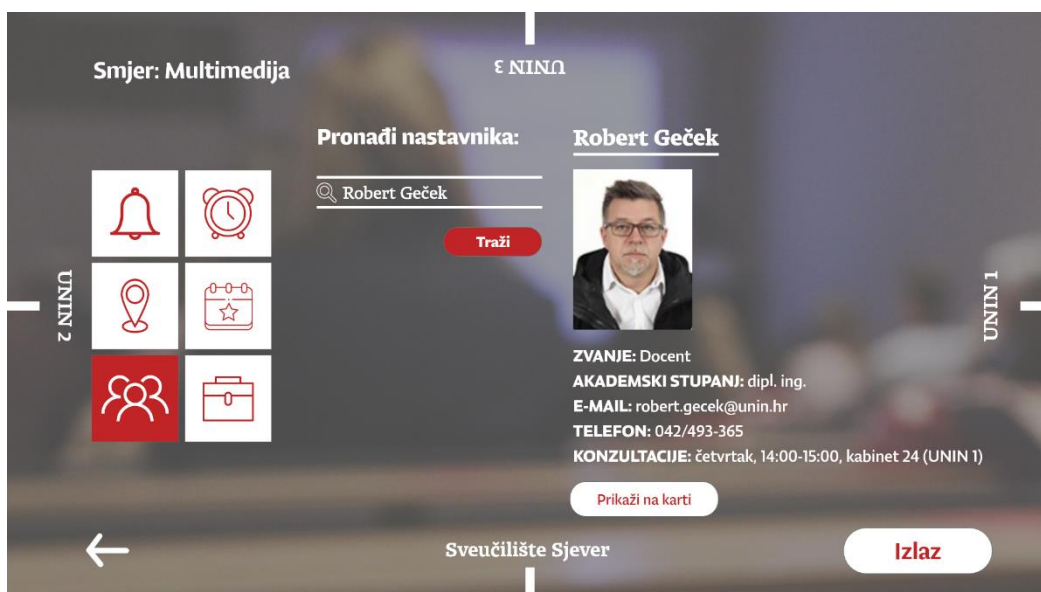 Smjer: Multimedija
UNIN 3
Pronađi nastavnika:
Robert Geček
Traži
Robert Geček
ZVANJE: Docent
AKADEMSKI STUPANJ: dipl. ing.
E-MAIL: robert.gecek@unin.hr
TELEFON: 042/493-365
KONZULTACIJE: četvrtak, 14:00-15:00, kabinet 24 (UNIN 1)
Prikaži na karti
UNIN 2
UNIN 1
Sveučilište Sjever
Izlaz